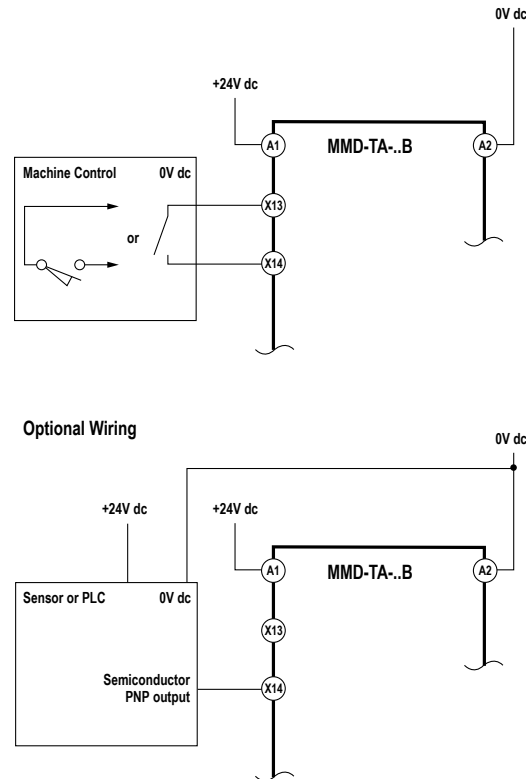 0V dc
+24V dc
A1
MMD-TA-..B
A2
Machine Control
0V dc
X13
or
X14
Optional Wiring
0V dc
+24V dc
+24V dc
A1
MMD-TA-..B
A2
Sensor or PLC
0V dc
X13
Semiconductor
PNP output
X14